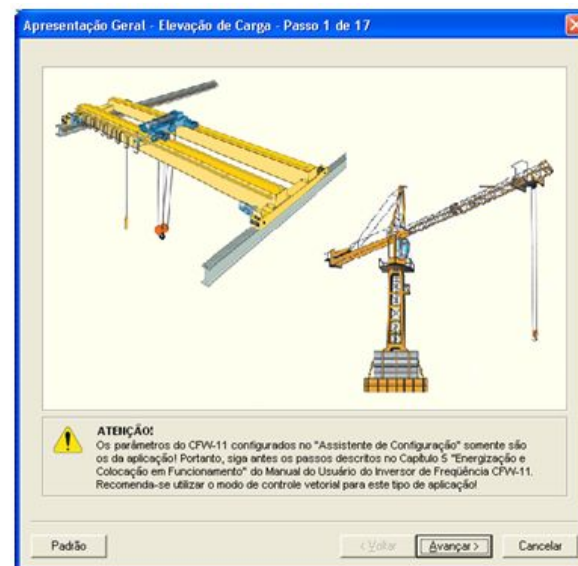 Apresentação Geral - Elevação de Carga - Passo 1 de 17
ATENÇÃO!
Os parâmetros do CFW-11 configurados no "Assistente de Configuração" somente são
os da aplicação! Portanto, siga antes os passos descritos no Capítulo 5 "Energização e
Colocação em Funcionamento" do Manual do Usuário do Inversor de Freqüência CFW-11.
Recomenda-se utilizar o modo de controle vetorial para este tipo de aplicação!
Padrão
< Voltar
Avançar >
Cancelar